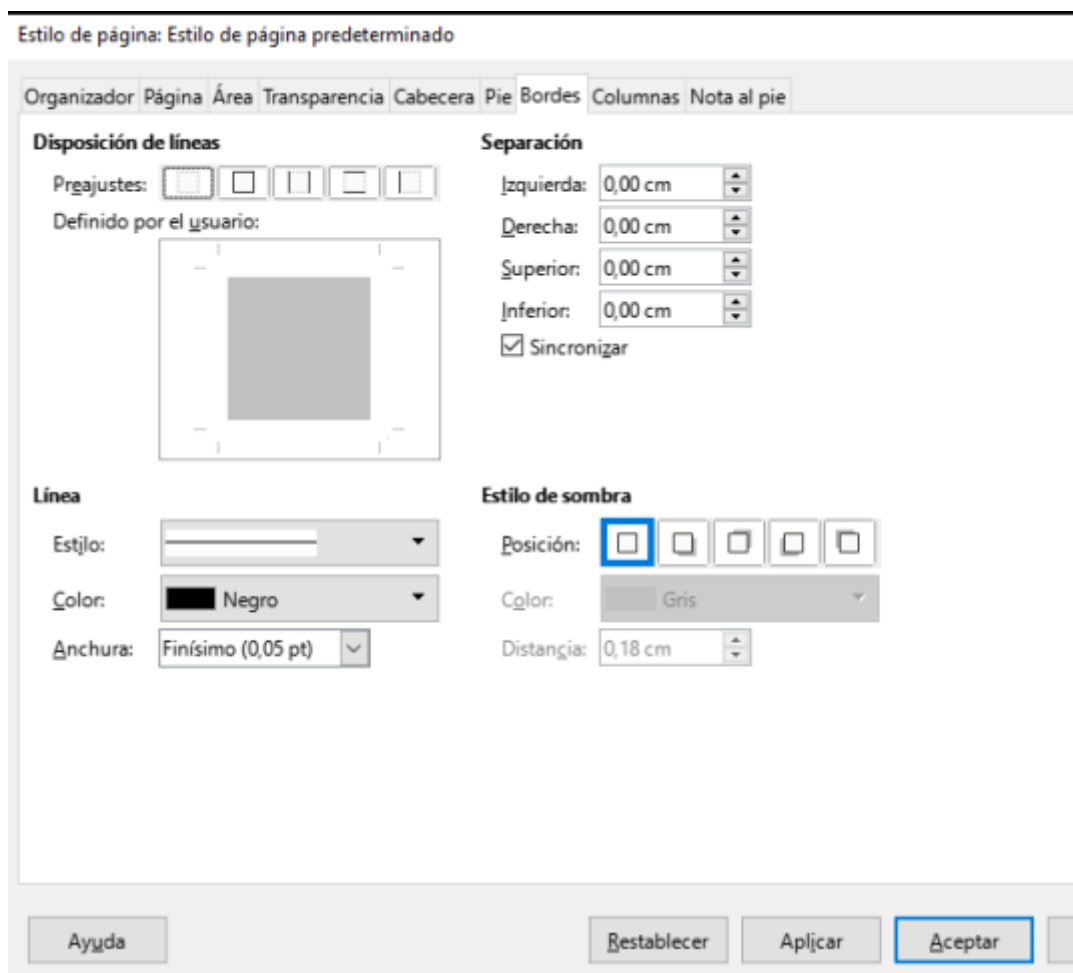 Estilo de página: Estilo de página predeterminado
Organizador Página Área Transparencia Cabecera Pie Bordes Columnas Nota al pie
Disposición de líneas
Preajustes:
Definido por el usuario:
Separación
Izquierda: 0,00 cm
Derecha: 0,00 cm
Superior: 0,00 cm
Inferior: 0,00 cm
Sincronizar
Línea
Estilo:
Color: Negro
Anchura: Finísimo (0,05 pt)
Estilo de sombra
Posición:
Color: Gris
Distancia: 0,18 cm
Ayuda Restablecer Aplicar Aceptar